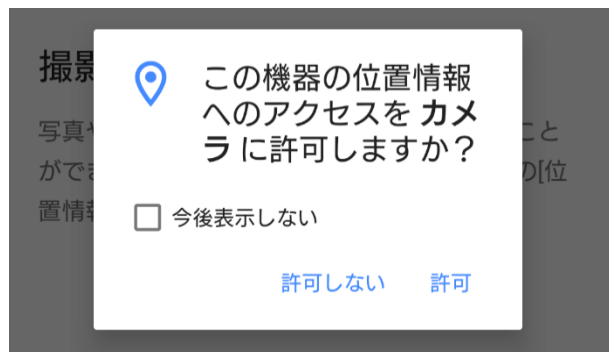 撮影
この機器の位置情報
へのアクセスを カメ
ラ に許可しますか？
写真
こと
ができ
の[位
置情報
今後表示しない
許可しない 許可